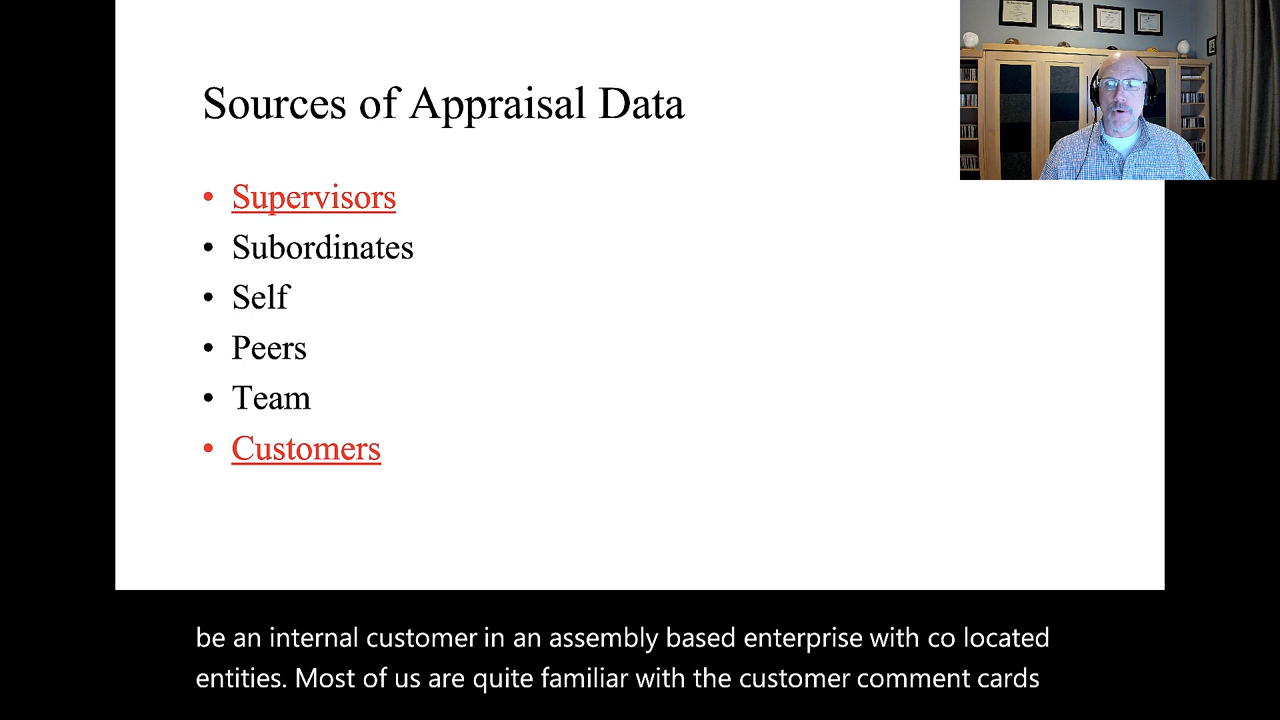 Sources of Appraisal Data
• Supervisors
• Subordinates
• Self
• Peers
• Team
• Customers
be an internal customer in an assembly based enterprise with co located
entities. Most of us are quite familiar with the customer comment cards